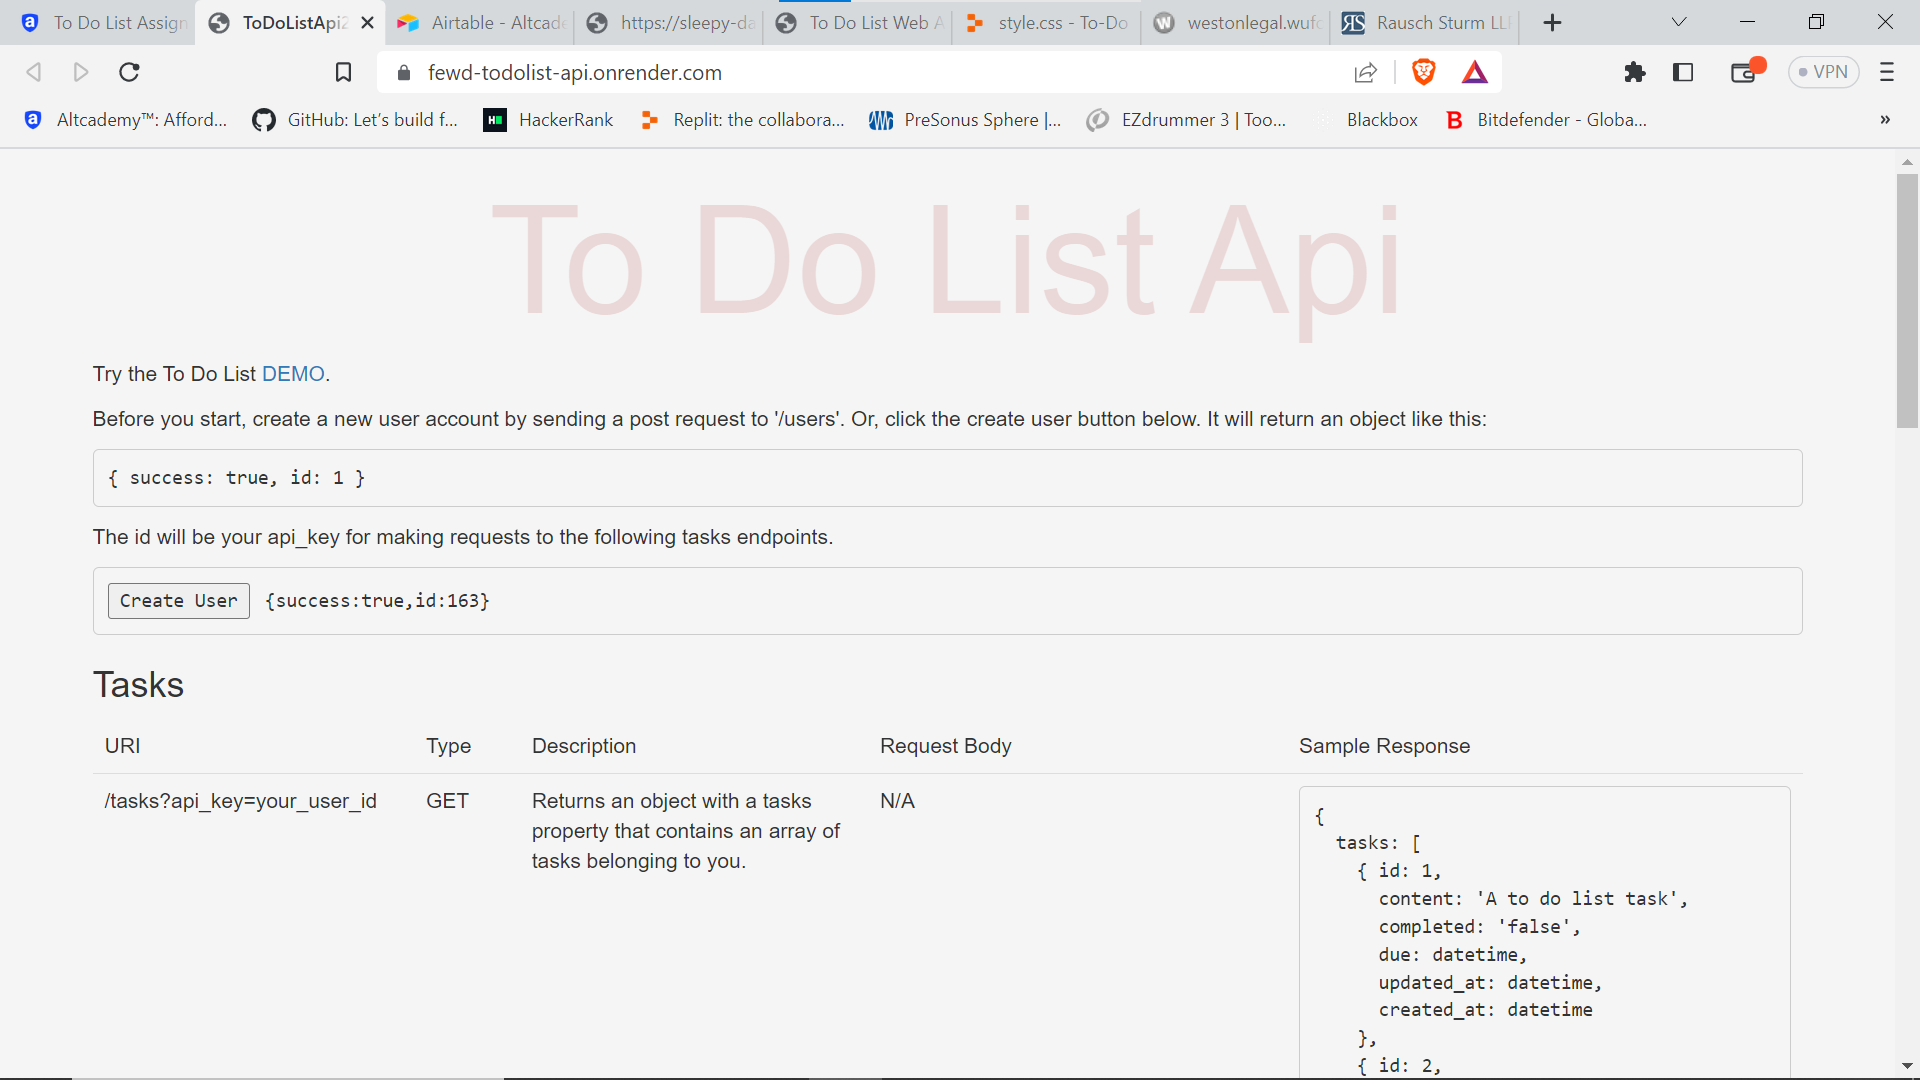 To Do List Assign
ToDoListApi2
Airtable - Altcade
https://sleepy-da
To Do List Web A
style.css - To-Do
westonlegal.wufo
Rausch Sturm LL
fewd-todolist-api.onrender.com
VPN
Altcademy™: Afford...
GitHub: Let's build f...
HackerRank
Replit: the collabora...
PreSonus Sphere |...
EZdrummer 3 | Too...
Blackbox
Bitdefender - Globa...
»
To Do List Api
Try the To Do List DEMO.
Before you start, create a new user account by sending a post request to '/users'. Or, click the create user button below. It will return an object like this:
{ success: true, id: 1 }
The id will be your api_key for making requests to the following tasks endpoints.
Create User {success:true,id:163}
Tasks
URI Type Description Request Body Sample Response
/tasks?api_key=your_user_id GET Returns an object with a tasks property that contains an array of tasks belonging to you. N/A
{
tasks: [
{ id: 1,
content: 'A to do list task',
completed: 'false',
due: datetime,
updated_at: datetime,
created_at: datetime
},
{ id: 2,